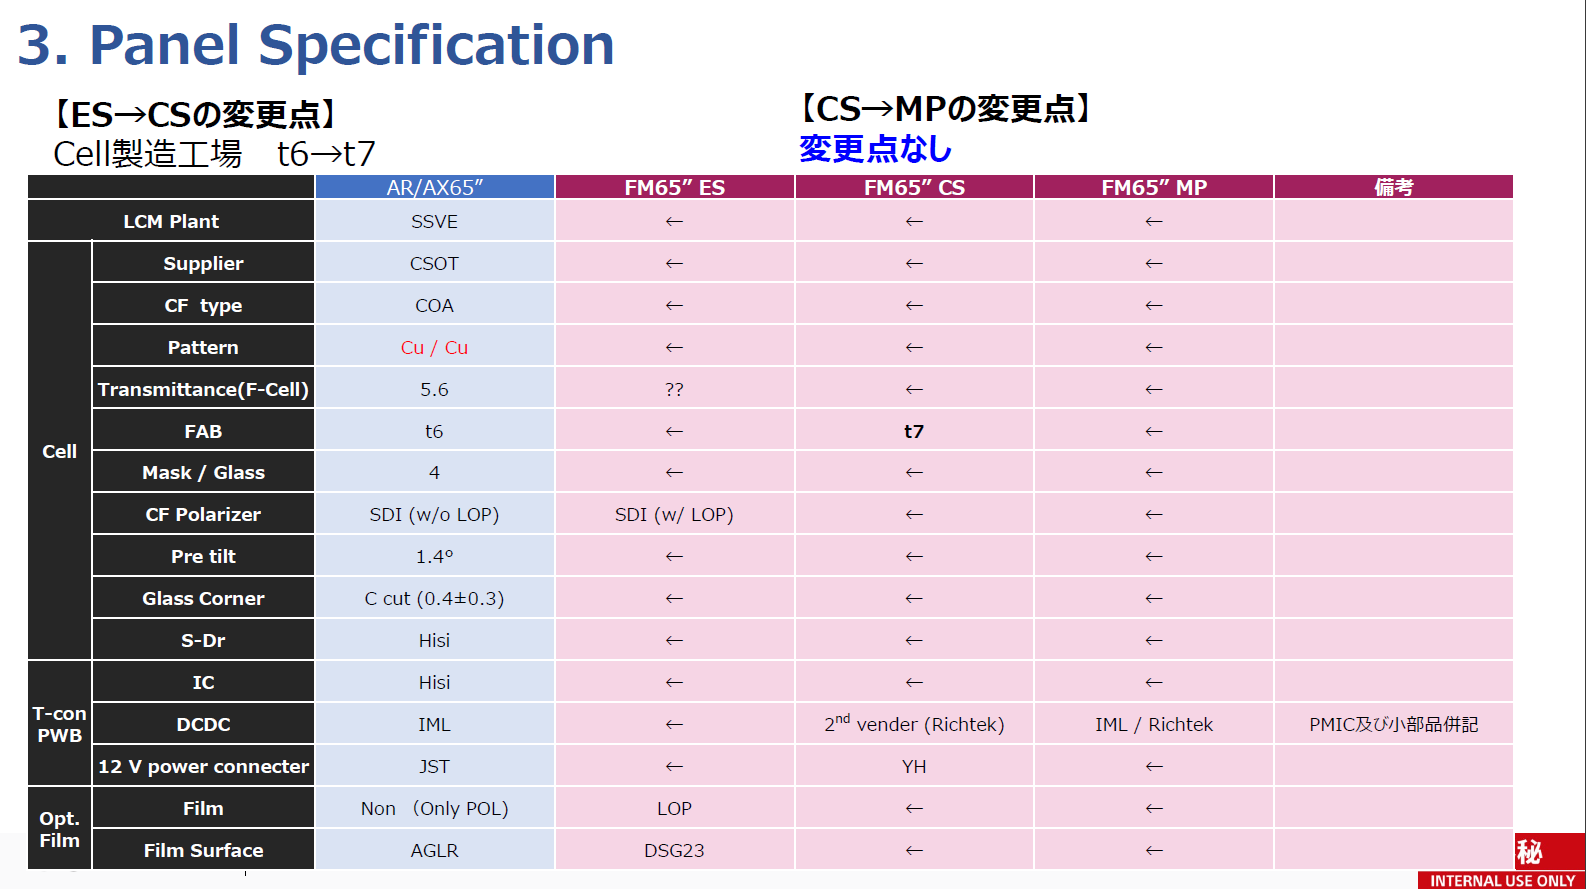 3. Panel Specification
【ES→CSの変更点】
Cell製造工場　t6→t7
【CS→MPの変更点】
変更点なし
AR/AX65” FM65” ES FM65” CS FM65” MP 備考
LCM Plant SSVE ← ← ←
Cell
Supplier CSOT ← ← ←
CF type COA ← ← ←
Pattern Cu / Cu ← ← ←
Transmittance(F-Cell) 5.6 ?? ← ←
FAB t6 ← t7 ←
Mask / Glass 4 ← ← ←
CF Polarizer SDI (w/o LOP) SDI (w/ LOP) ← ←
Pre tilt 1.4° ← ← ←
Glass Corner C cut (0.4±0.3) ← ← ←
S-Dr Hisi ← ← ←
T-con
PWB
IC Hisi ← ← ←
DCDC IML ← 2nd vender (Richtek) IML / Richtek PMIC及び小部品併記
12 V power connecter JST ← YH ←
Opt.
Film
Film Non （Only POL) LOP ← ←
Film Surface AGLR DSG23 ← ←
秘
INTERNAL USE ONLY